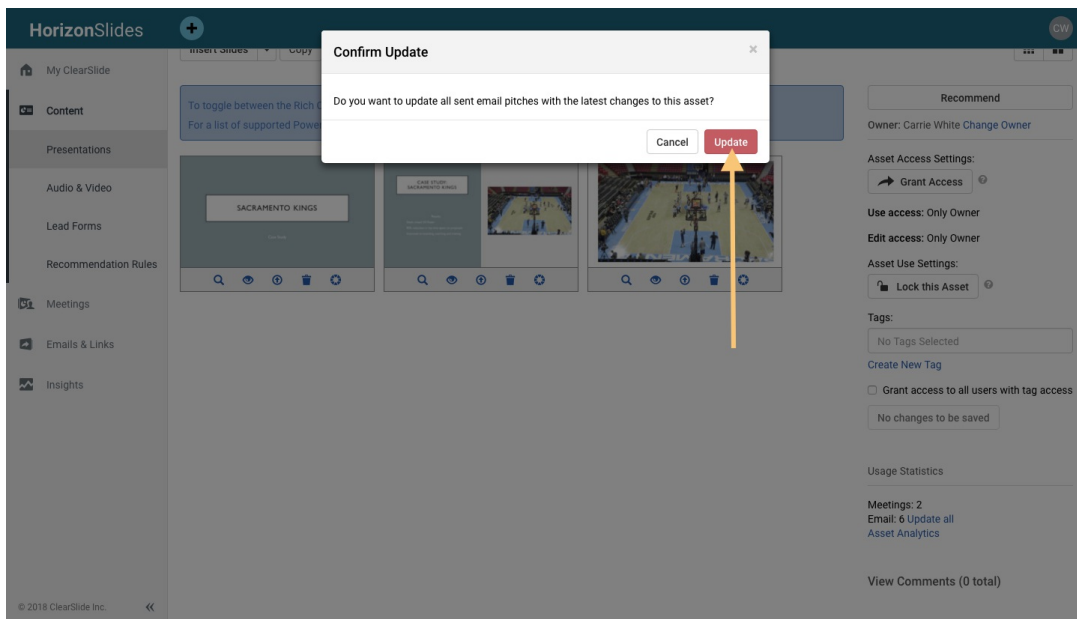 HorizonSlides
CW
Insert Slides Copy
My ClearSlide
Content
Presentations
Audio & Video
Lead Forms
Recommendation Rules
Meetings
Emails & Links
Insights
© 2018 ClearSlide Inc.
Confirm Update
×
Do you want to update all sent email pitches with the latest changes to this asset?
Cancel Update
To toggle between the Rich
For a list of supported Power
SACRAMENTO KINGS
CASE STUDY:
SACRAMENTO KINGS
Recommend
Owner: Carrie White Change Owner
Asset Access Settings:
Grant Access
Use access: Only Owner
Edit access: Only Owner
Asset Use Settings:
Lock this Asset
Tags:
No Tags Selected
Create New Tag
Grant access to all users with tag access
No changes to be saved
Usage Statistics
Meetings: 2
Email: 6 Update all
Asset Analytics
View Comments (0 total)